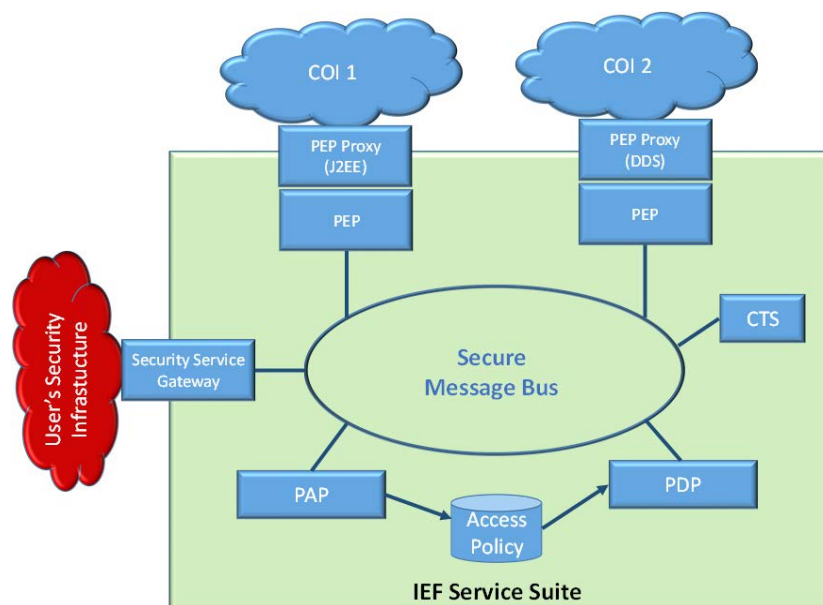 COI 1
COI 2
PEP Proxy
(J2EE)
PEP Proxy
(DDS)
PEP
PEP
User's Security
Infrastucture
Security Service
Gateway
CTS
Secure
Message Bus
PAP
PDP
Access
Policy
IEF Service Suite